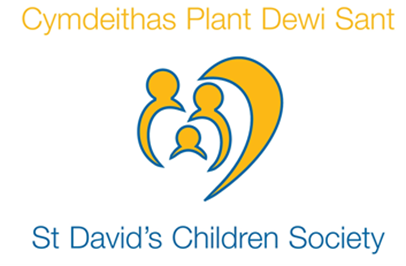 Cymdeithas Plant Dewi Sant
St David's Children Society